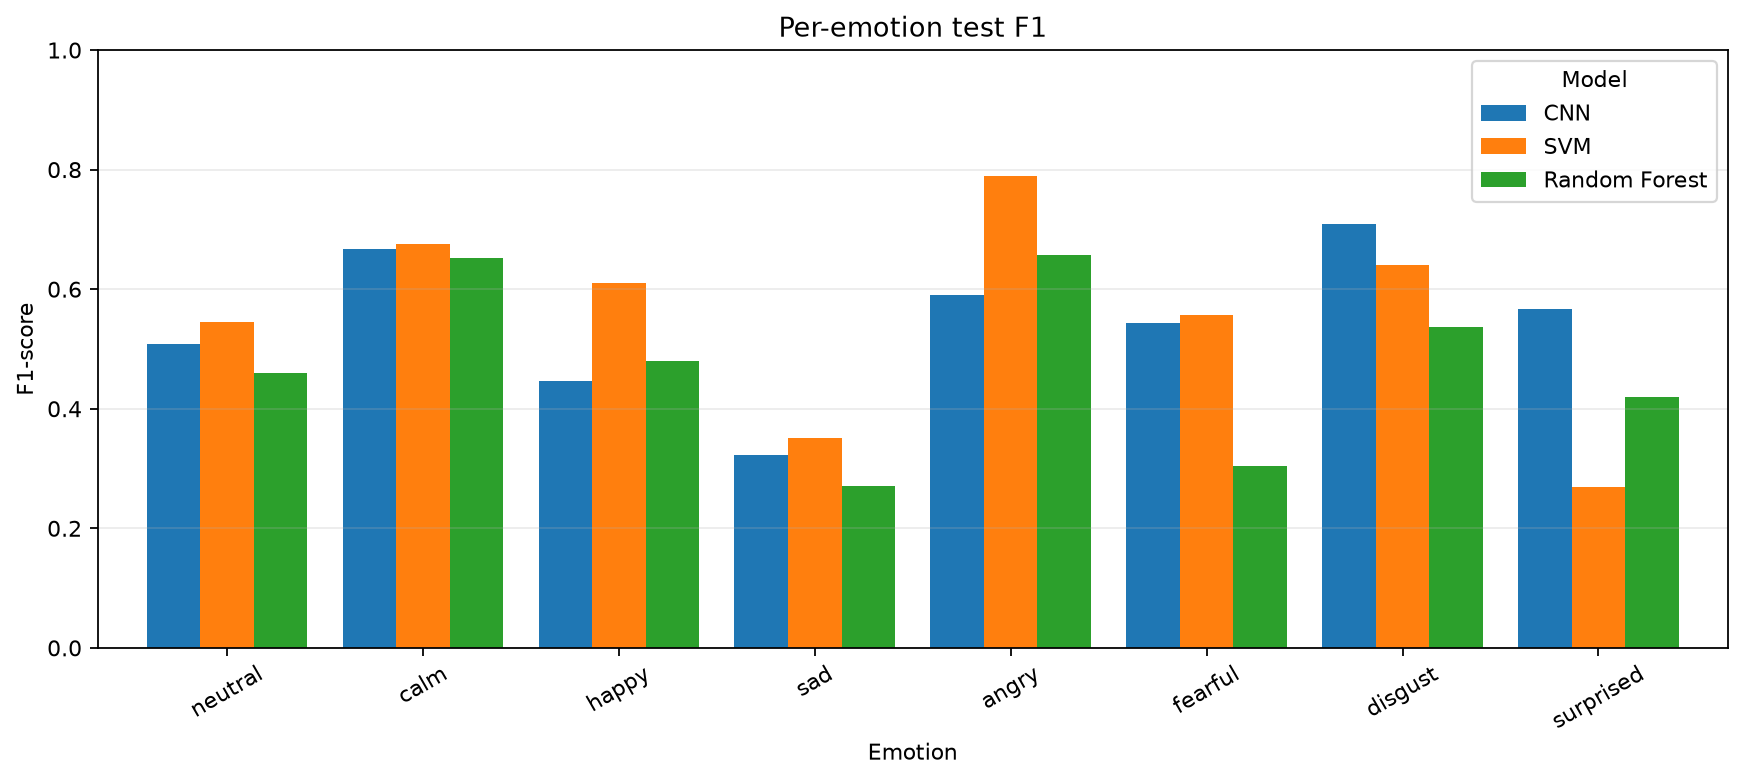 Per-emotion test F1
Model
CNN
SVM
Random Forest
F1-score
1.0
0.8
0.6
0.4
0.2
0.0
neutral
calm
happy
sad
angry
fearful
disgust
surprised
Emotion